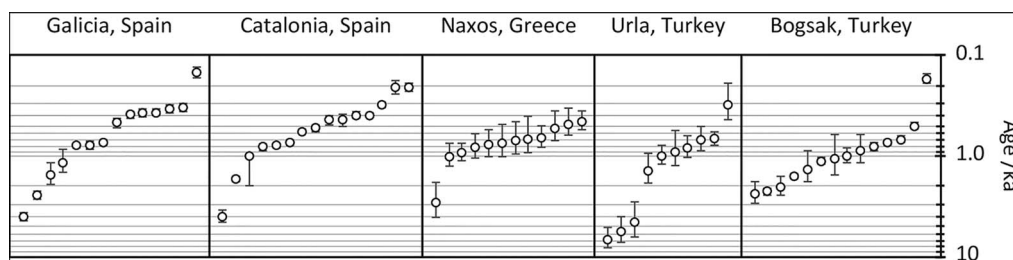 Galicia, Spain
Catalonia, Spain
Naxos, Greece
Urla, Turkey
Bogsak, Turkey
0.1
1.0
10
Age / ka